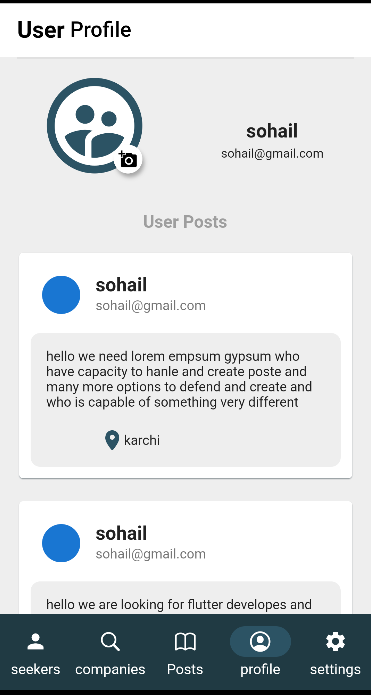 User Profile
sohail
sohail@gmail.com
User Posts
sohail
sohail@gmail.com
hello we need lorem empsum gypsum who
have capacity to hanle and create poste and
many more options to defend and create and
who is capable of something very different
karchi
sohail
sohail@gmail.com
hello we are looking for flutter developes and
seekers companies Posts profile settings